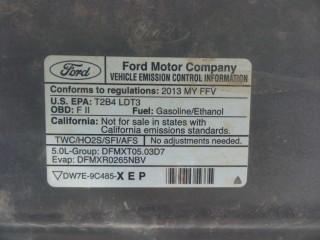 Ford
Ford Motor Company
VEHICLE EMISSION CONTROL INFORMATION
Conforms to regulations: 2013 MY FFV
U.S. EPA: T2B4 LDT3
OBD: F II Fuel: Gasoline/Ethanol
California: Not for sale in states with
California emissions standards.
TWC/HO2S/SFI/AFS No adjustments needed.
5.0L-Group: DFMXT05.03D7
Evap: DFMXR0265NBV
DW7E-9C485-X E P